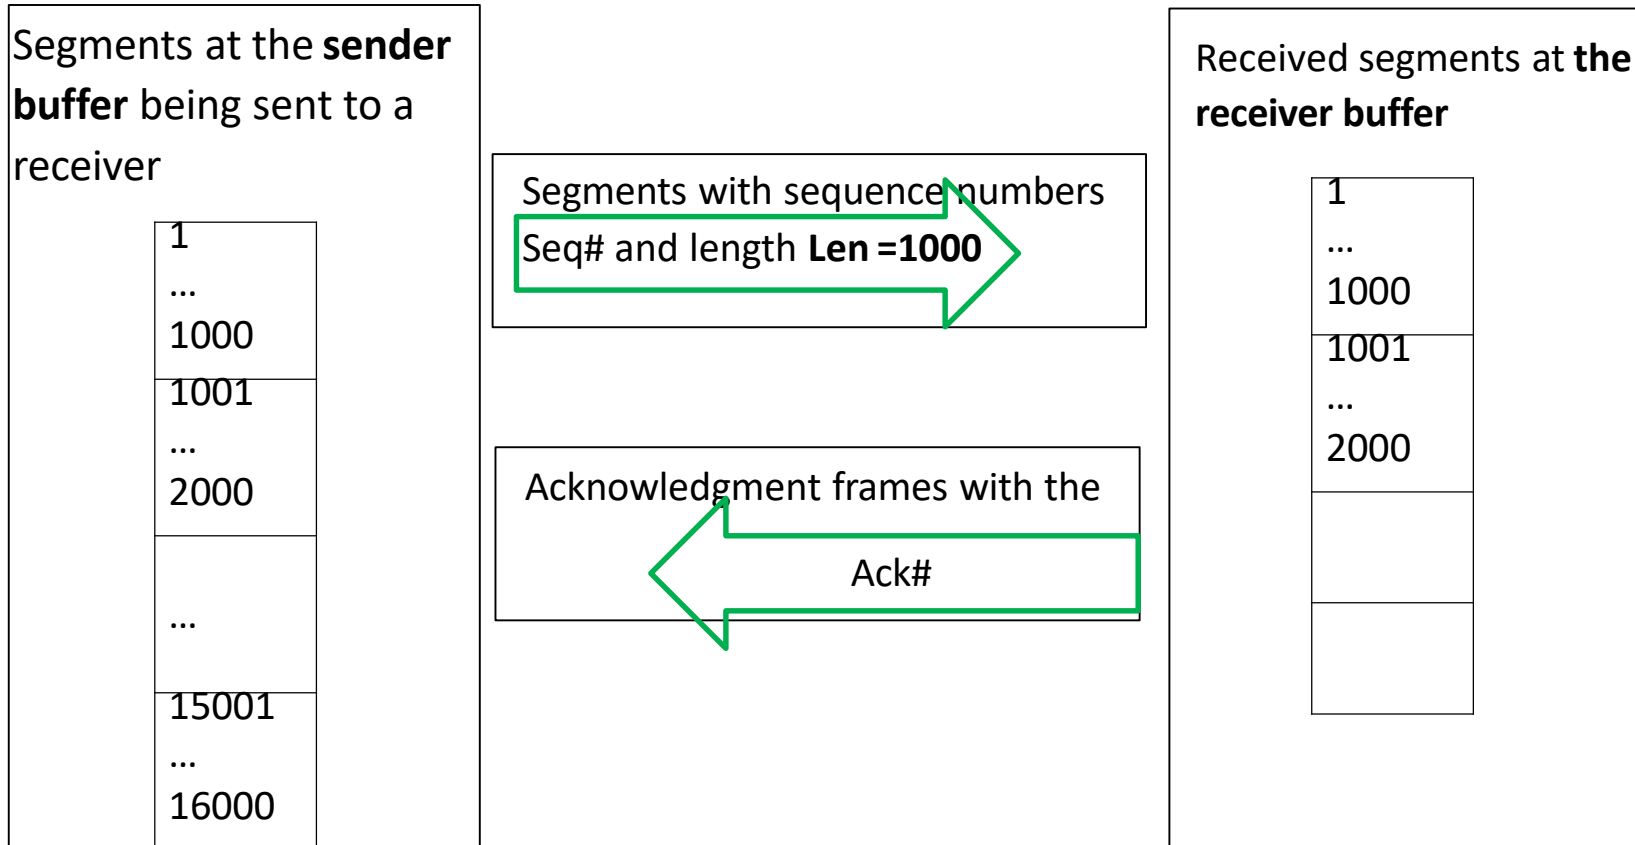 Segments at the sender
buffer being sent to a
receiver
1
...
1000
1001
...
2000
...
15001
...
16000
Segments with sequence numbers
Seq# and length Len =1000
Acknowledgment frames with the
Ack#
Received segments at the
receiver buffer
1
...
1000
1001
...
2000